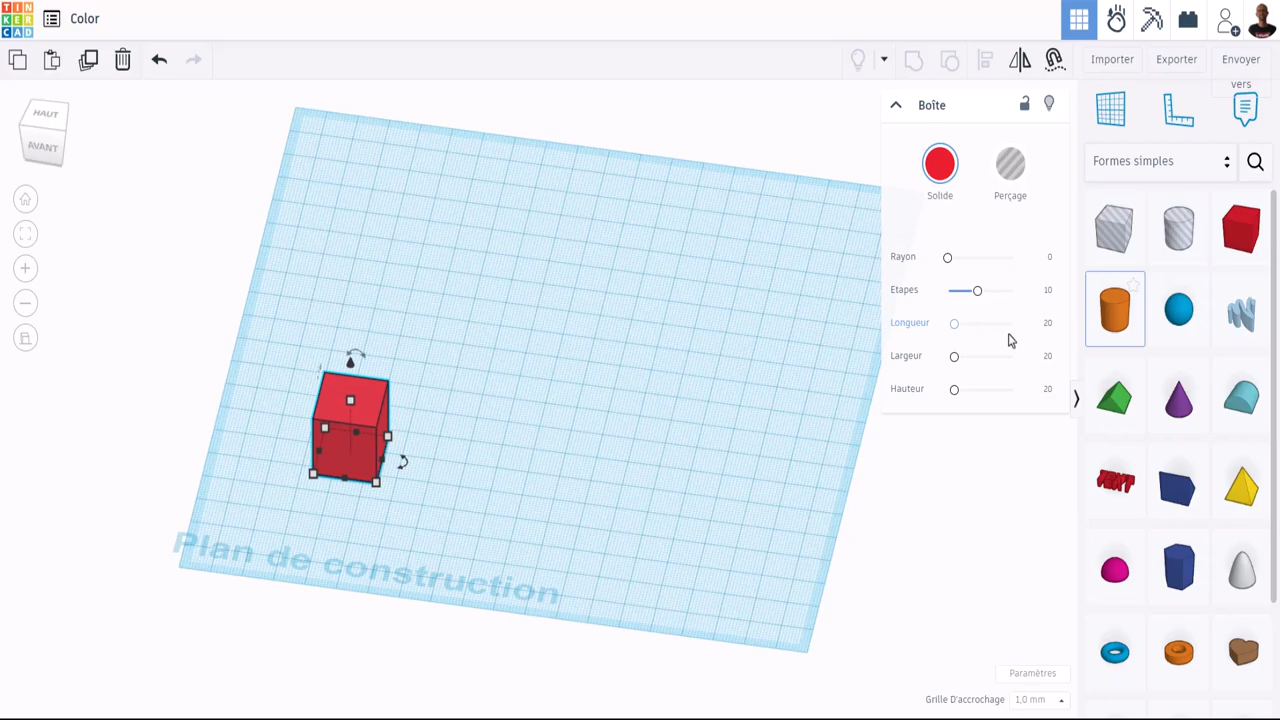 TIN
KER
CAD
Color
Importer
Exporter
Envoyer
vers
HAUT
AVANT
Boîte
Solide
Perçage
Rayon 0
Etapes 10
Longueur 20
Largeur 20
Hauteur 20
Formes simples
TEXT
Plan de construction
Paramètres
Grille D'accrochage 1,0 mm